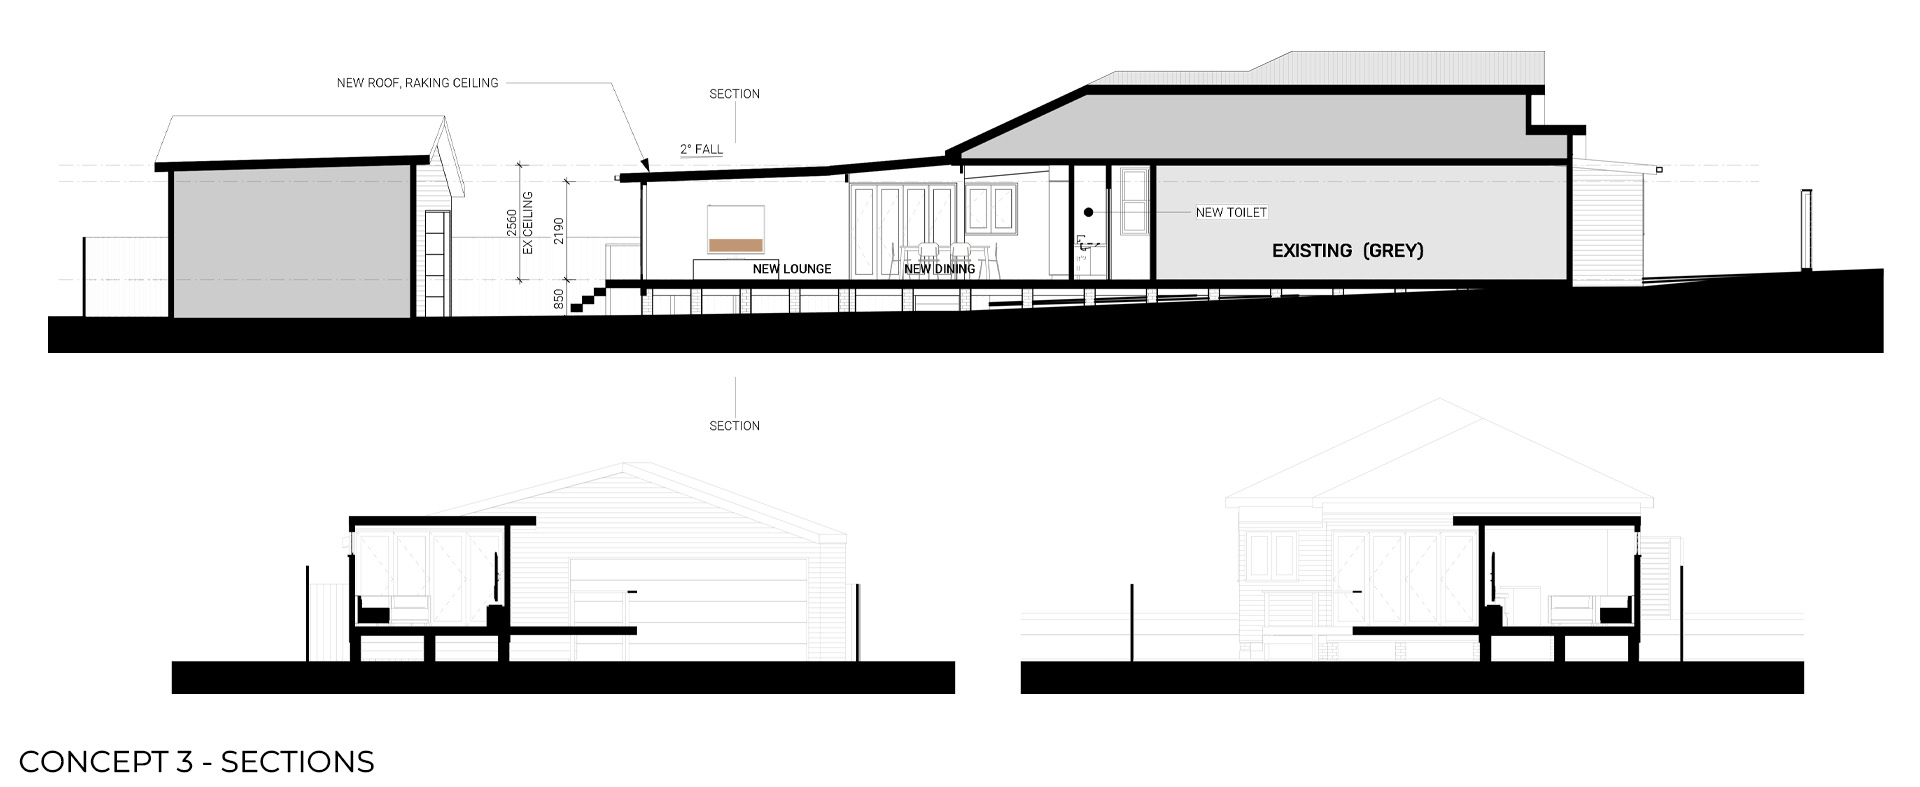 NEW ROOF, RAKING CEILING
SECTION
2° FALL
2560
EX CEILING
2190
850
NEW TOILET
EXISTING (GREY)
NEW LOUNGE
NEW DINING
SECTION
CONCEPT 3 - SECTIONS